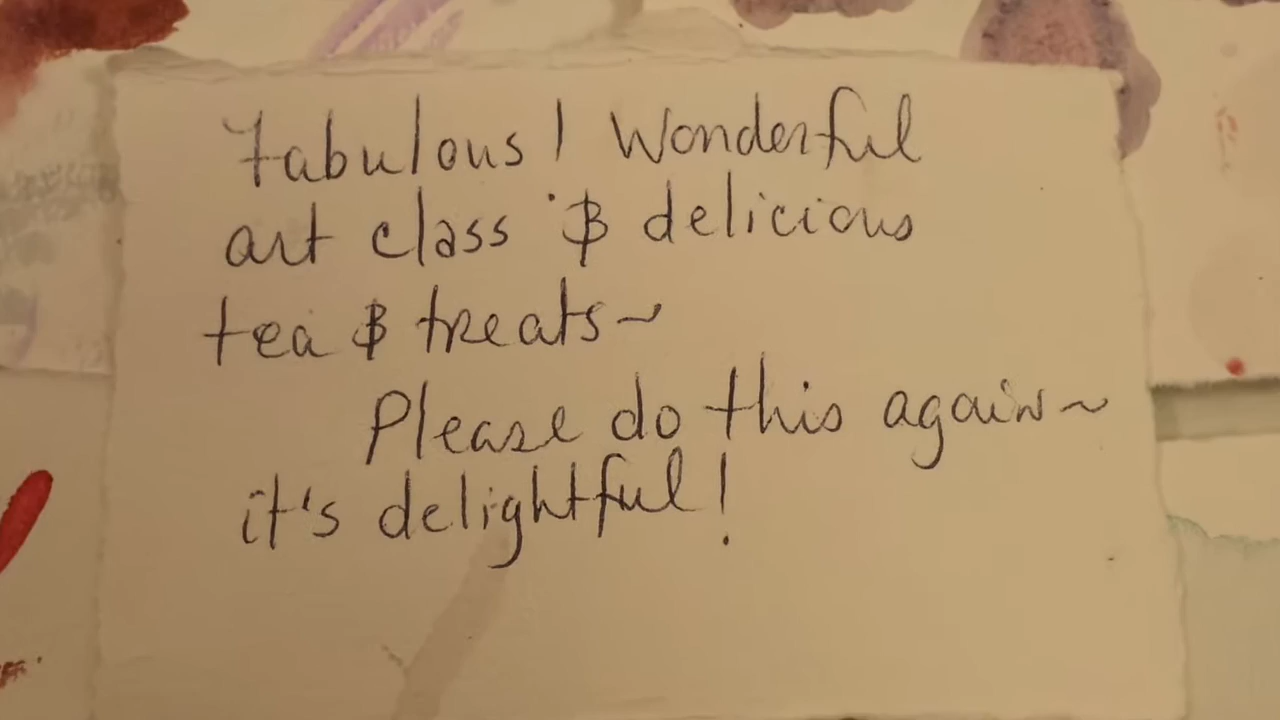 Fabulous! Wonderful
art class & delicious
tea & treats~
Please do this again~
it's delightful!